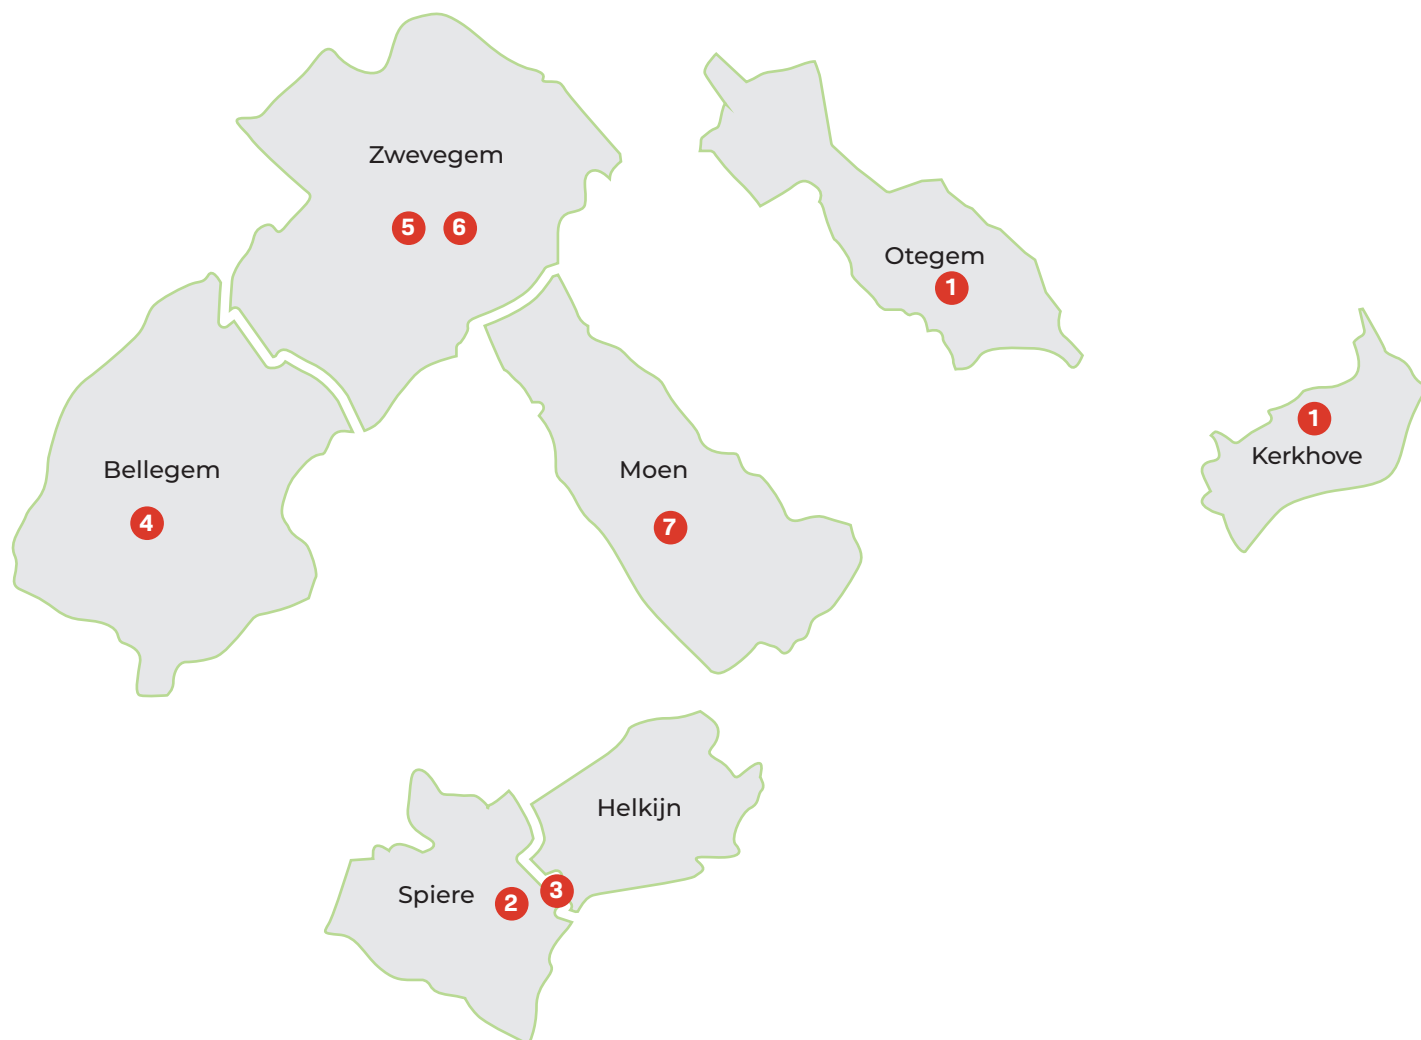 Zwevegem
5 6
Otegem
1
1
Kerkhove
Bellegem
4
Moen
7
Helkijn
Spiere 2 3